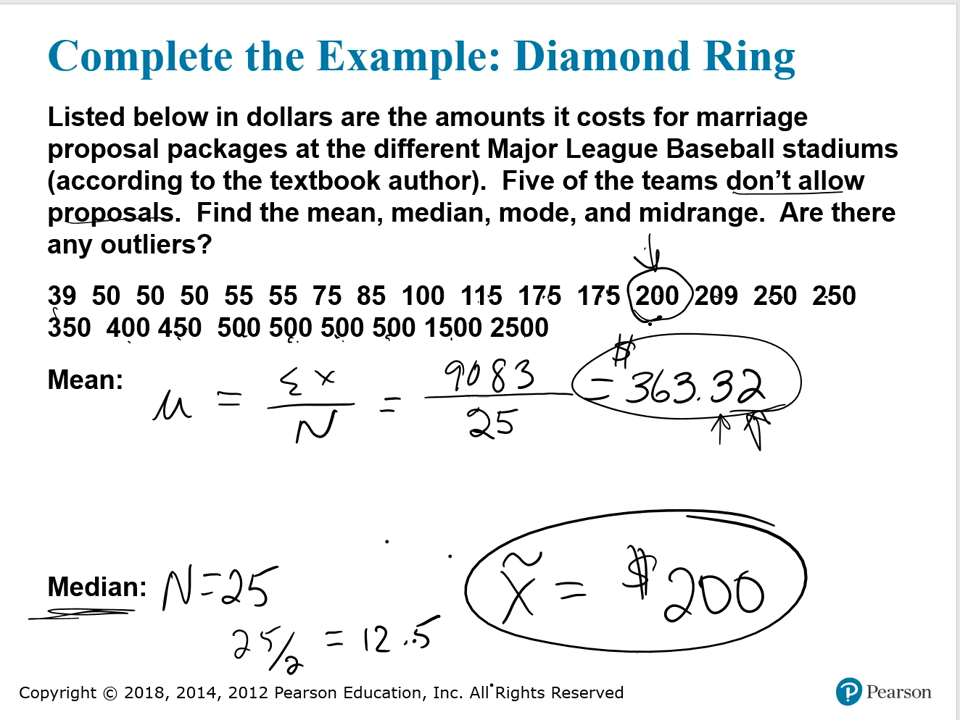 Complete the Example: Diamond Ring
Listed below in dollars are the amounts it costs for marriage
proposal packages at the different Major League Baseball stadiums
(according to the textbook author).  Five of the teams don't allow
proposals.  Find the mean, median, mode, and midrange.  Are there
any outliers?
39  50  50  50  55  55  75  85  100  115  175  175  200  209  250  250
350  400 450  500 500 500 500 1500 2500
Mean: μ = Σx/N = 9083/25 = $363.32
Median: N=25
x̃ = $200
25/2 = 12.5
Copyright © 2018, 2014, 2012 Pearson Education, Inc. All Rights Reserved
P Pearson